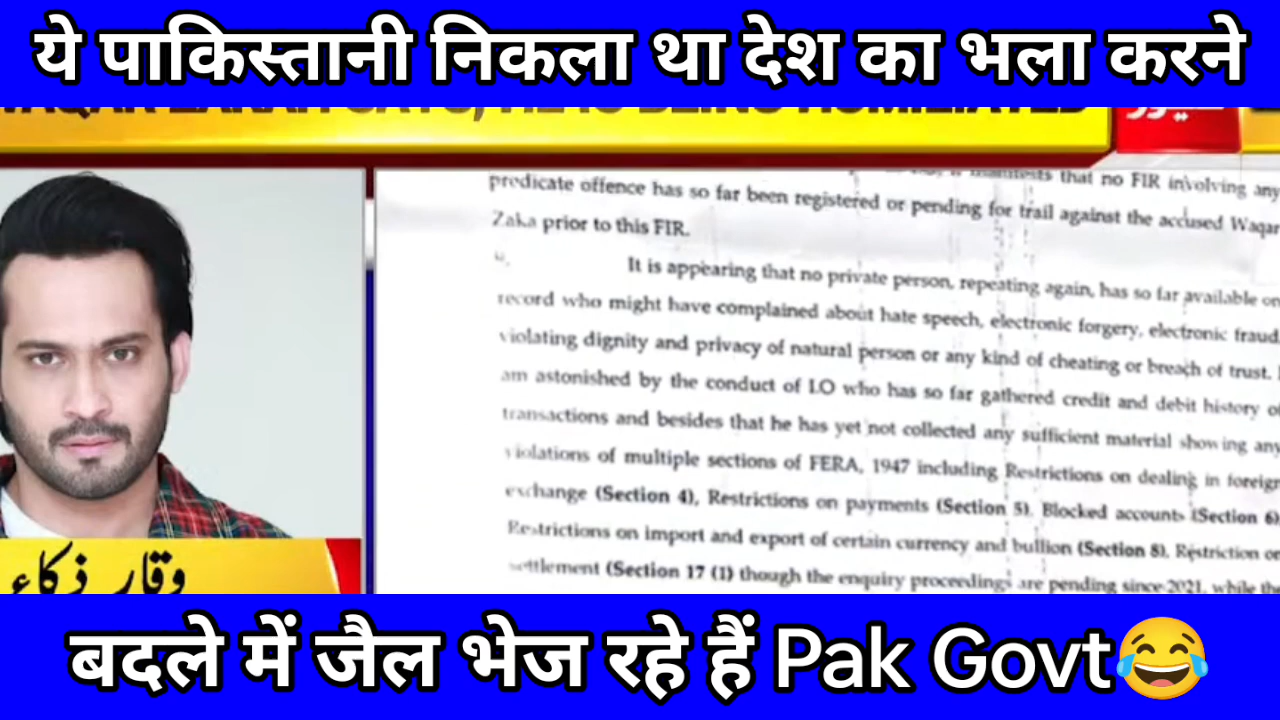 ये पाकिस्तानी निकला था देश का भला करने
predicate offence has so far been registered or pending for trail against the accused Waqar
Zaka prior to this FIR.
It is appearing that no private person, repeating again, has so far available on
record who might have complained about hate speech, electronic forgery, electronic fraud,
violating dignity and privacy of natural person or any kind of cheating or breach of trust. I
am astonished by the conduct of I.O who has so far gathered credit and debit history of
transactions and besides that he has yet not collected any sufficient material showing any
violations of multiple sections of FERA, 1947 including Restrictions on dealing in foreign
exchange (Section 4), Restrictions on payments (Section 5), Blocked accounts (Section 6)
Restrictions on import and export of certain currency and bullion (Section 8), Restriction on
settlement (Section 17 (1) though the enquiry proceedings are pending since 2021, while the
وقار ذکاء
बदले में जैल भेज रहे हैं Pak Govt😂